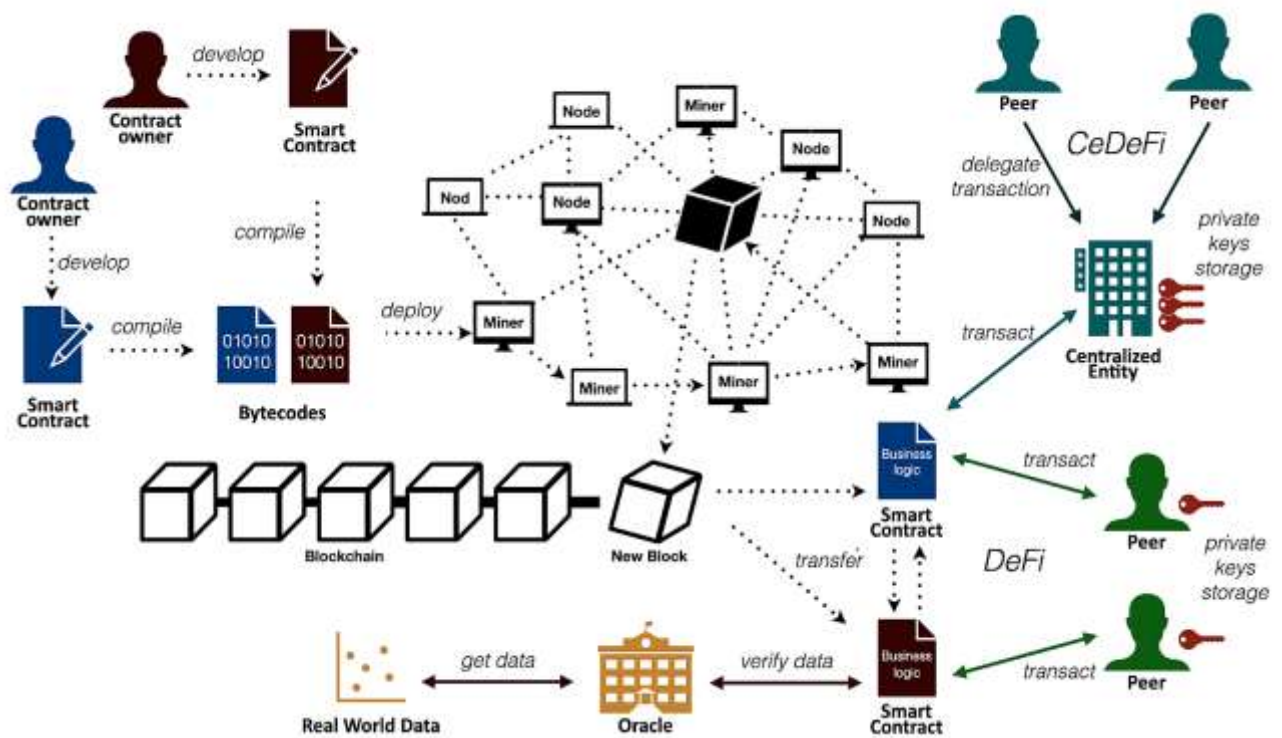 develop
Contract
owner
Smart
Contract
Contract
owner
develop
compile
Smart
Contract
compile
01010
10010
01010
10010
Bytecodes
deploy
Node
Miner
Node
Nod
Node
Node
Miner
Miner
Miner
Miner
Peer
Peer
CeDeFi
delegate
transaction
private
keys
storage
transact
Centralized
Entity
Blockchain
New Block
transfer
Business
logic
Smart
Contract
transact
Peer
DeFi
private
keys
storage
Business
logic
Smart
Contract
transact
Peer
get data
verify data
Real World Data
Oracle